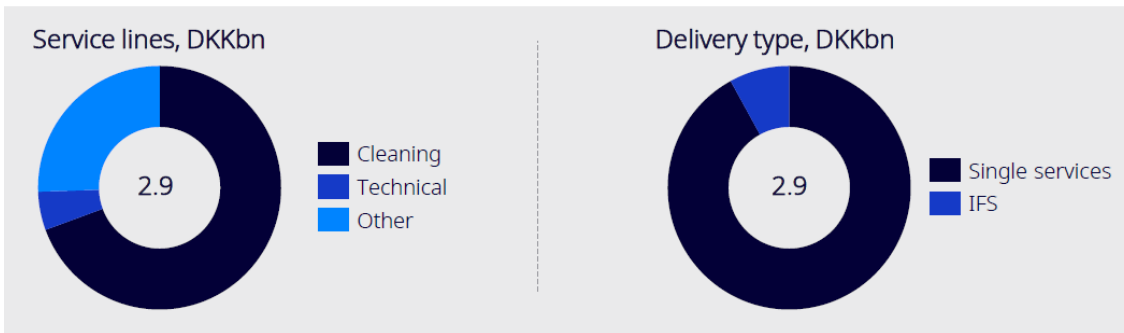 Service lines, DKKbn
2.9
Cleaning
Technical
Other
Delivery type, DKKbn
2.9
Single services
IFS